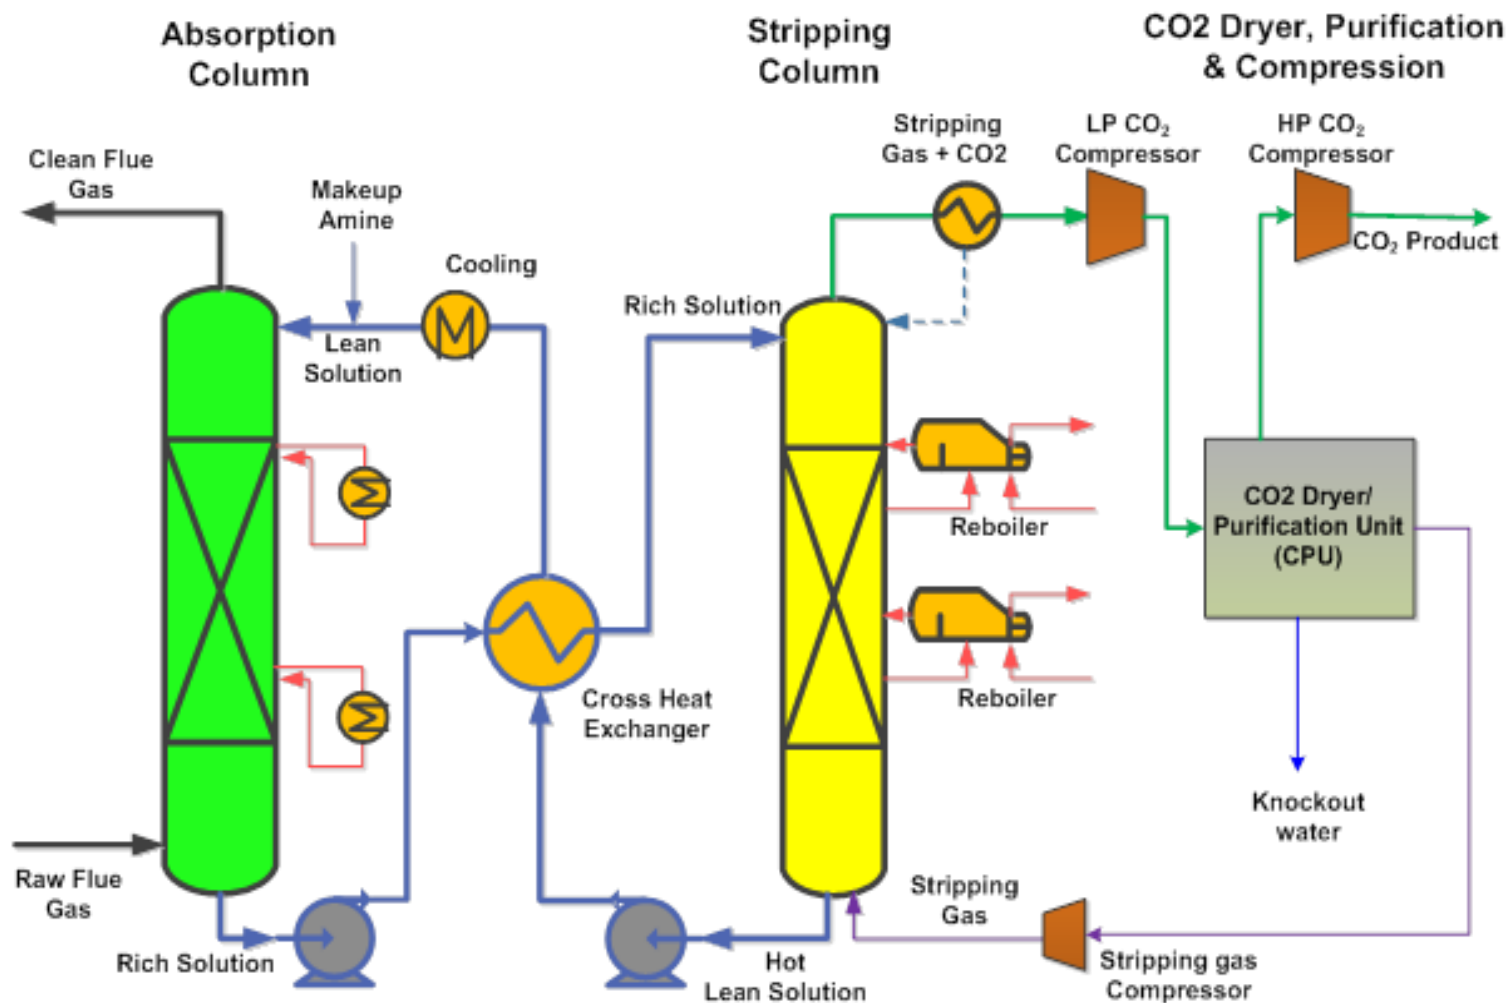 Absorption
Column
Stripping
Column
CO2 Dryer, Purification
& Compression
Clean Flue
Gas
Makeup
Amine
Cooling
Lean
Solution
Rich Solution
Stripping
Gas + CO2
LP CO₂
Compressor
HP CO₂
Compressor
CO₂ Product
Reboiler
CO2 Dryer/
Purification Unit
(CPU)
Cross Heat
Exchanger
Reboiler
Knockout
water
Raw Flue
Gas
Rich Solution
Hot
Lean Solution
Stripping
Gas
Stripping gas
Compressor